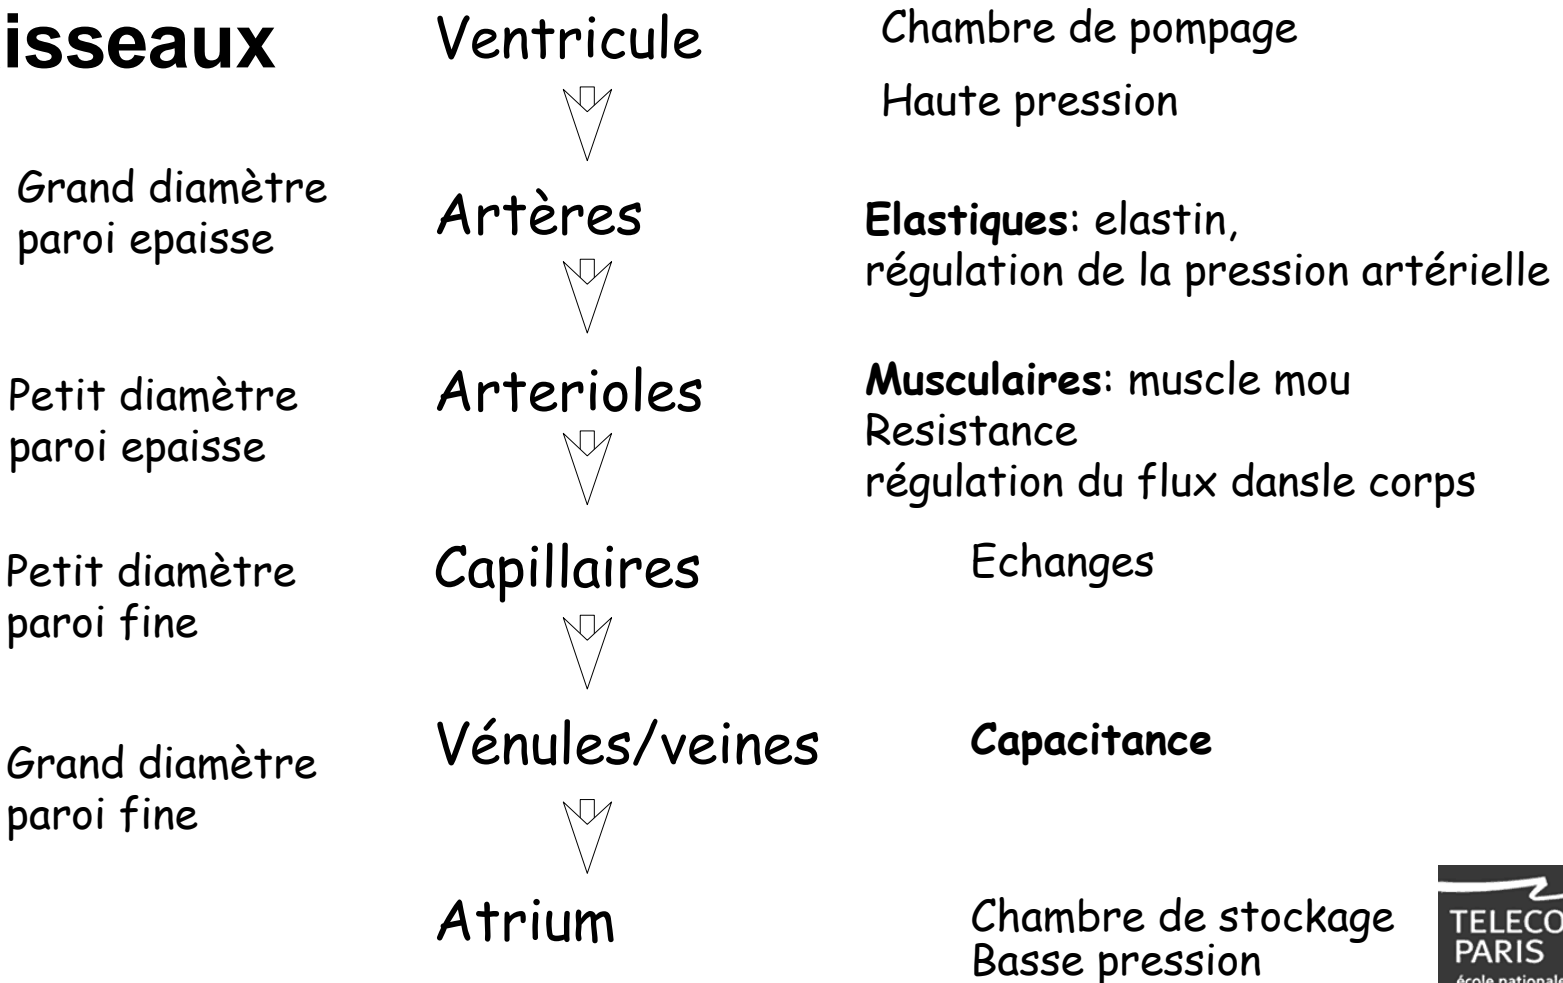 isseaux
Ventricule
Chambre de pompage
Haute pression
Grand diamètre
paroi epaisse
Artères
Elastiques: elastin,
régulation de la pression artérielle
Petit diamètre
paroi epaisse
Arterioles
Musculaires: muscle mou
Resistance
régulation du flux dansle corps
Petit diamètre
paroi fine
Capillaires
Echanges
Grand diamètre
paroi fine
Vénules/veines
Capacitance
Atrium
Chambre de stockage
Basse pression
TELECO
PARIS
école nationale